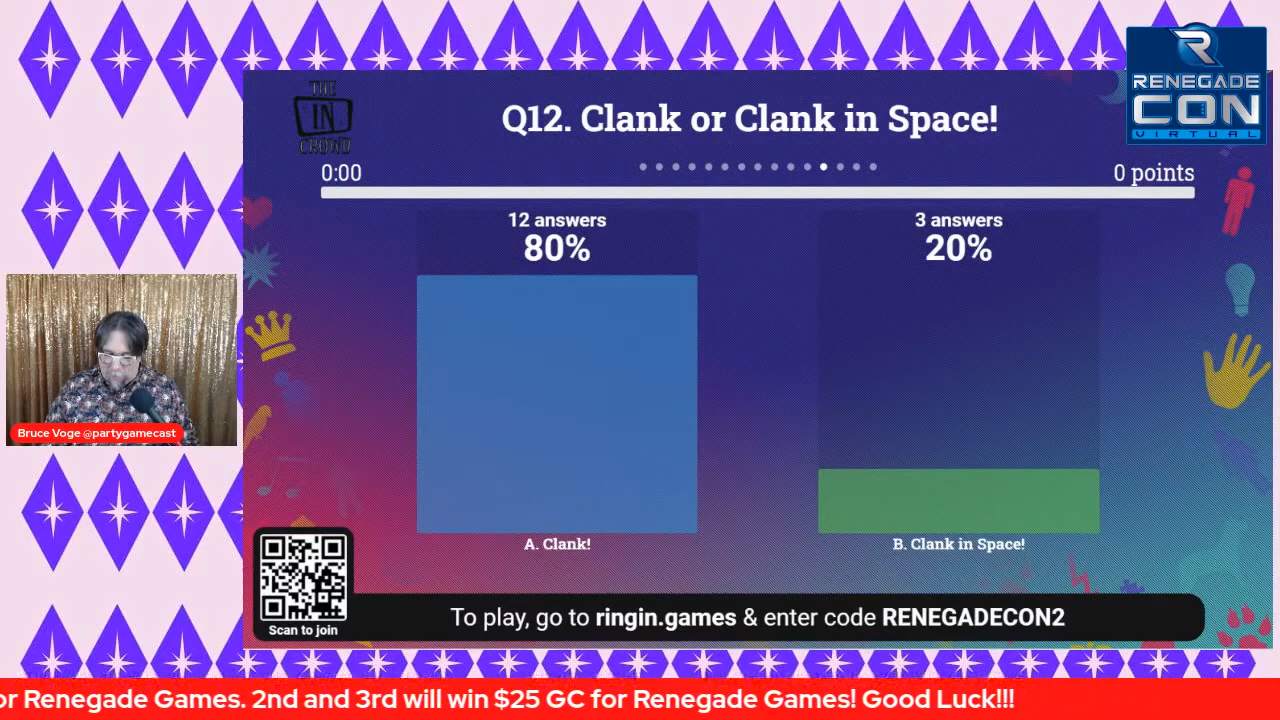 RENEGADE
CON
VIRTUAL
THE
IN
CROWD
Q12. Clank or Clank in Space!
0:00
0 points
12 answers
80%
3 answers
20%
A. Clank!
B. Clank in Space!
Bruce Voge @partygamecast
Scan to join
To play, go to ringin.games & enter code RENEGADECON2
or Renegade Games. 2nd and 3rd will win $25 GC for Renegade Games! Good Luck!!!